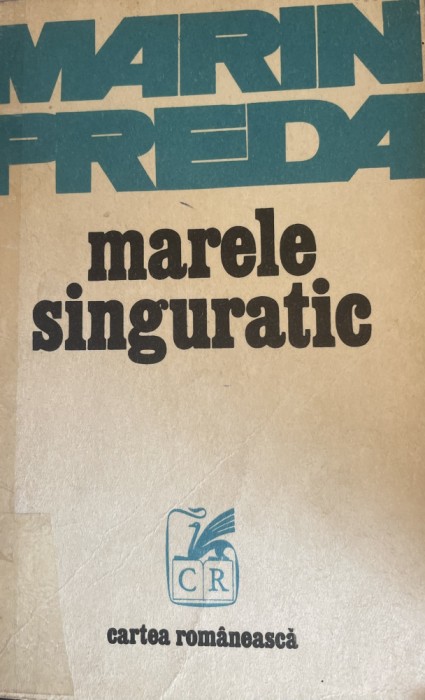 MARIN
PREDA
marele
singuratic
CR
cartea românească